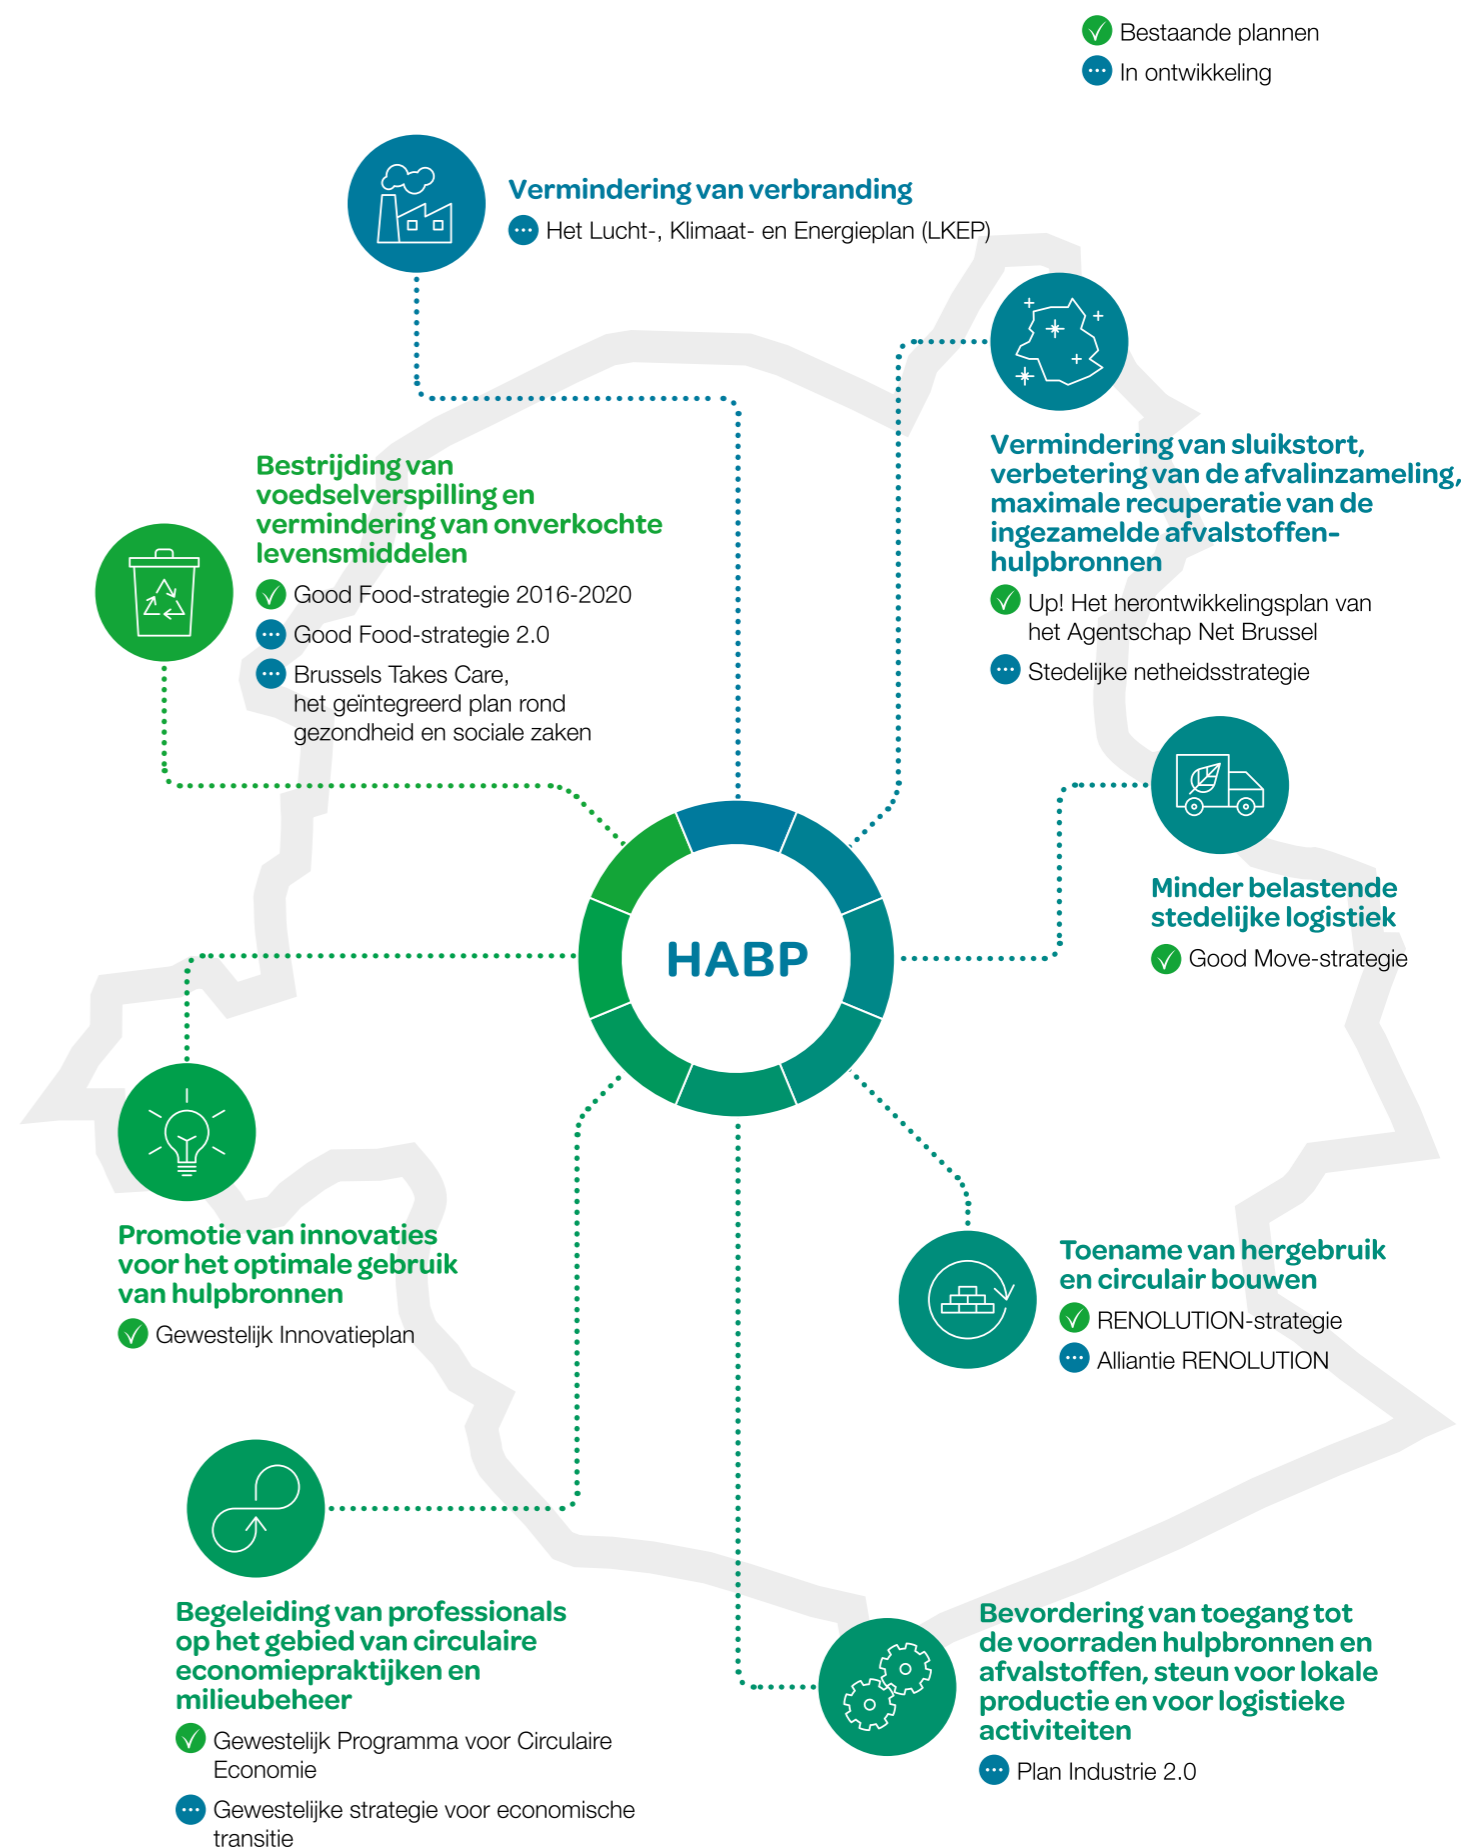 Bestaande plannen
In ontwikkeling
Vermindering van verbranding
Het Lucht-, Klimaat- en Energieplan (LKEP)
Vermindering van sluikstort,
verbetering van de afvalinzameling,
maximale recuperatie van de
ingezamelde afvalstoffen-
hulpbronnen
Up! Het herontwikkelingsplan van
het Agentschap Net Brussel
Stedelijke netheidsstrategie
Bestrijding van
voedselverspilling en
vermindering van onverkochte
levensmiddelen
Good Food-strategie 2016-2020
Good Food-strategie 2.0
Brussels Takes Care,
het geïntegreerd plan rond
gezondheid en sociale zaken
Minder belastende
stedelijke logistiek
Good Move-strategie
HABP
Promotie van innovaties
voor het optimale gebruik
van hulpbronnen
Gewestelijk Innovatieplan
Toename van hergebruik
en circulair bouwen
RENOLUTION-strategie
Alliantie RENOLUTION
Begeleiding van professionals
op het gebied van circulaire
economiepraktijken en
milieubeheer
Gewestelijk Programma voor Circulaire
Economie
Gewestelijke strategie voor economische
transitie
Bevordering van toegang tot
de voorraden hulpbronnen en
afvalstoffen, steun voor lokale
productie en voor logistieke
activiteiten
Plan Industrie 2.0